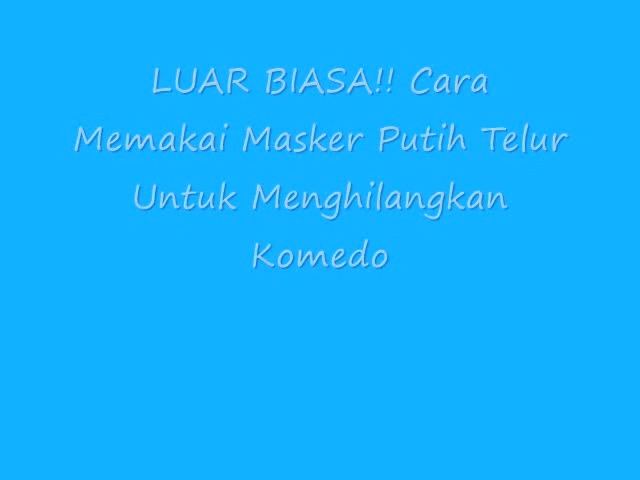 LUAR BIASA!! Cara
Memakai Masker Putih Telur
Untuk Menghilangkan
Komedo